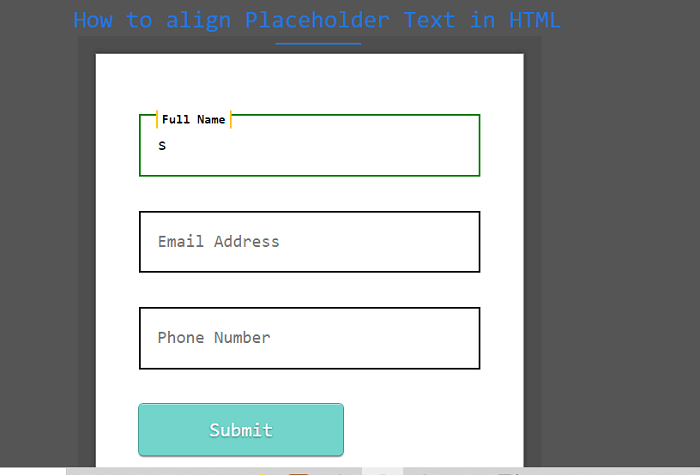 How to align Placeholder Text in HTML
Full Name
s
Email Address
Phone Number
Submit